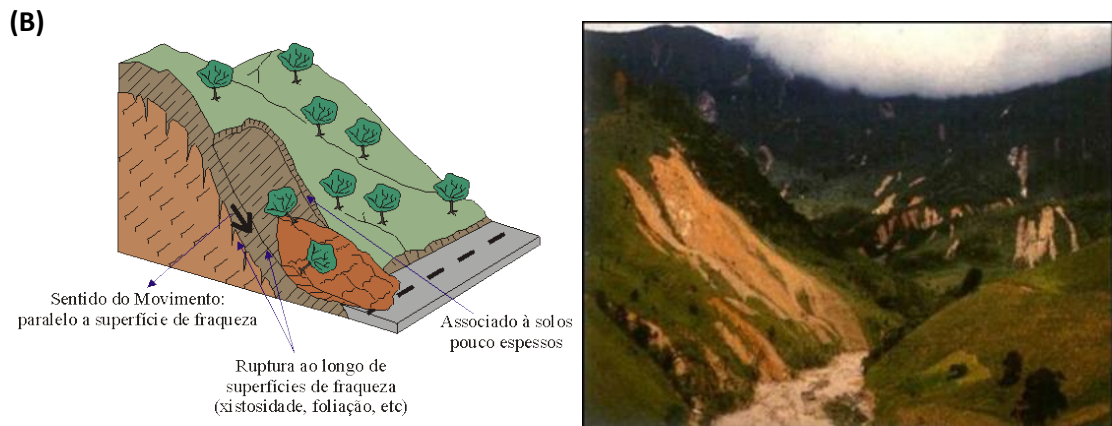 (B)
Sentido do Movimento:
paralelo a superfície de fraqueza
Associado à solos
pouco espessos
Ruptura ao longo de
superfícies de fraqueza
(xistosidade, foliação, etc)